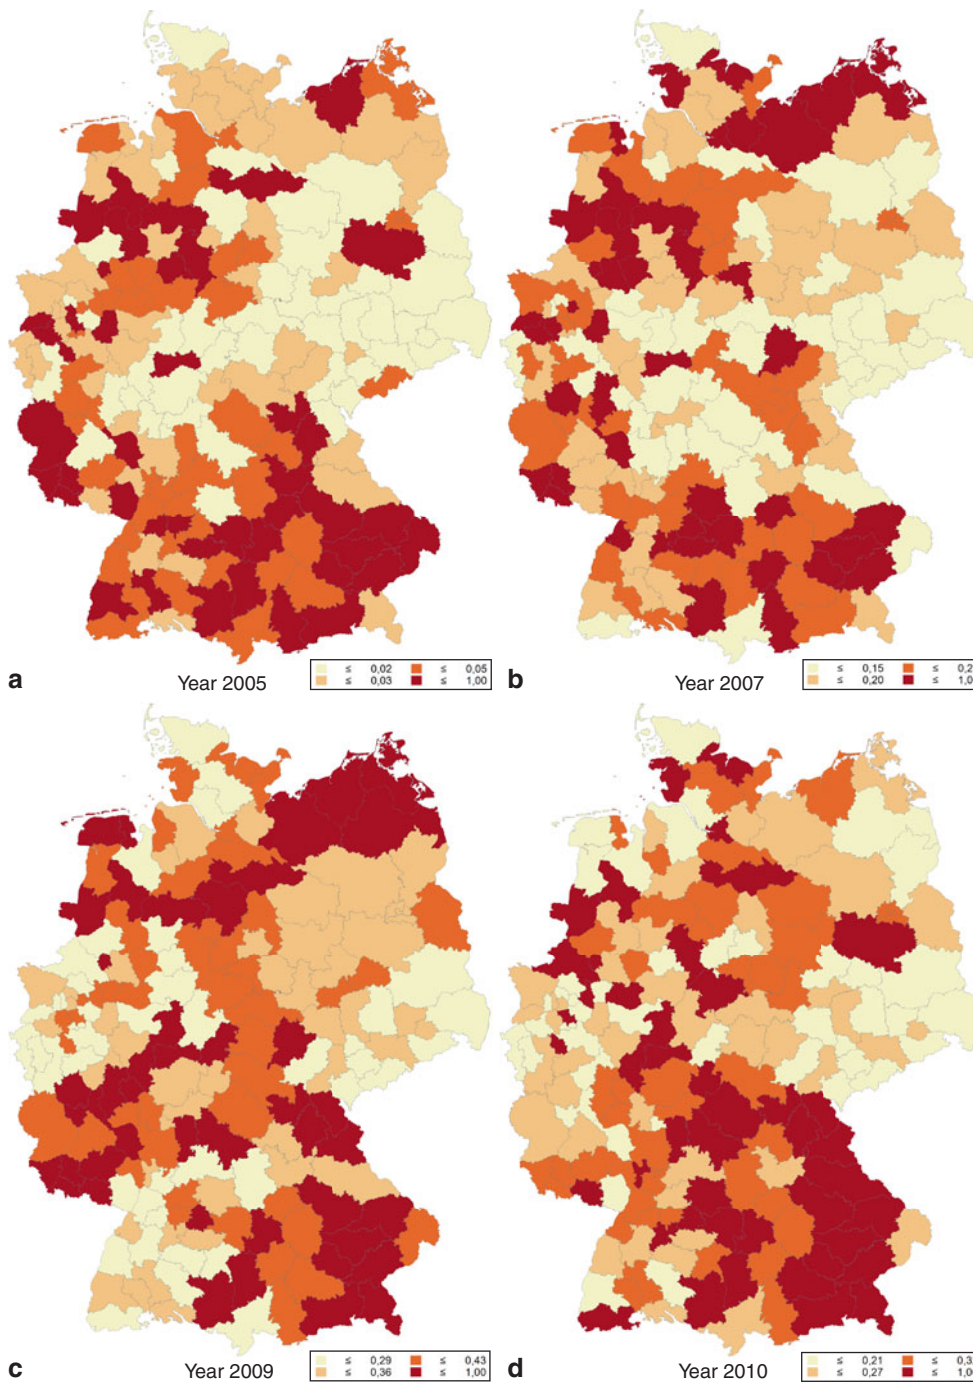 a Year 2005 ≤ 0,02 ≤ 0,05
≤ 0,03 ≤ 1,00
b Year 2007 ≤ 0,15 ≤
≤ 0,20 ≤
c Year 2009 ≤ 0,29 ≤ 0,43
≤ 0,36 ≤ 1,00
d Year 2010 ≤ 0,21 ≤
≤ 0,27 ≤